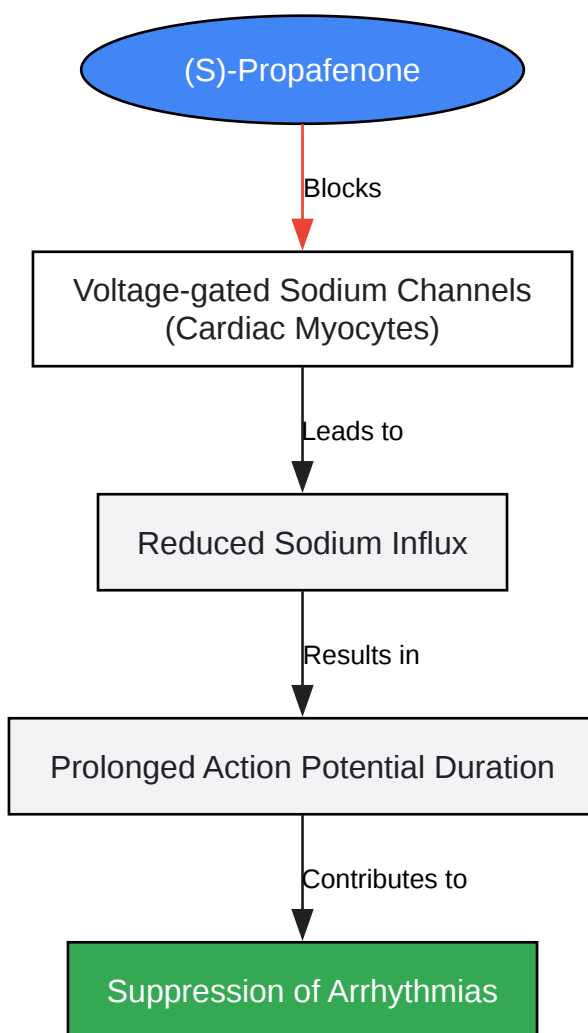 (S)-Propafenone
Blocks
Voltage-gated Sodium Channels
(Cardiac Myocytes)
Leads to
Reduced Sodium Influx
Results in
Prolonged Action Potential Duration
Contributes to
Suppression of Arrhythmias